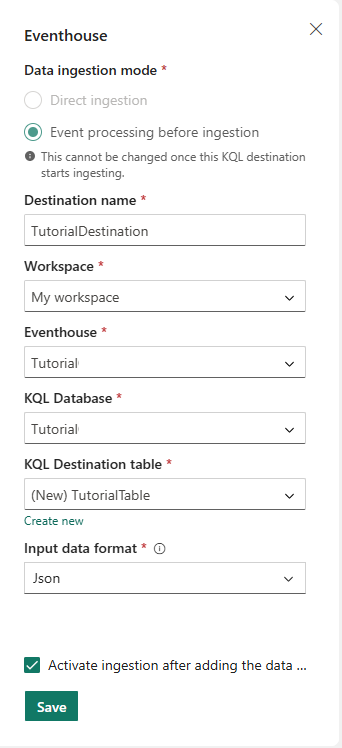 Eventhouse
Data ingestion mode *
Direct ingestion
Event processing before ingestion
This cannot be changed once this KQL destination
starts ingesting.
Destination name *
TutorialDestination
Workspace *
My workspace
Eventhouse *
Tutorial
KQL Database *
Tutorial
KQL Destination table *
(New) TutorialTable
Create new
Input data format *
Json
Activate ingestion after adding the data ...
Save